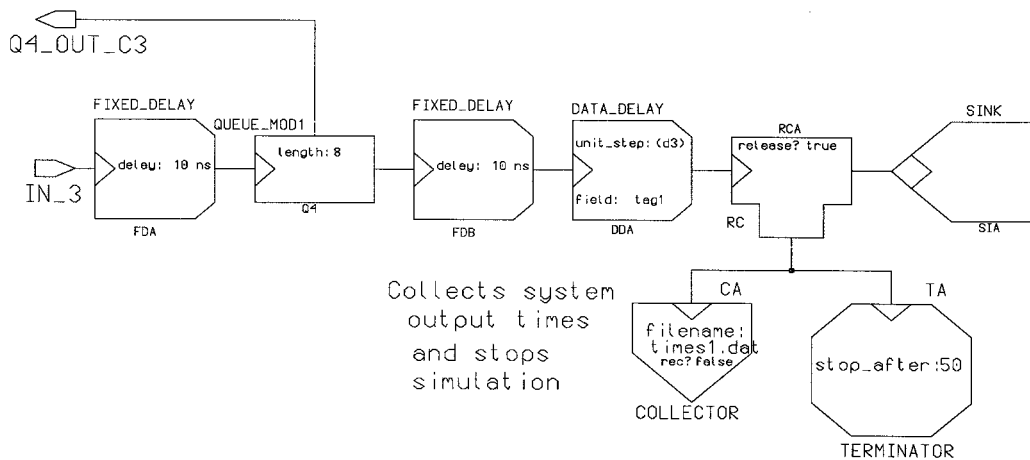 Q4_OUT_C3
FIXED_DELAY
QUEUE_MOD1
FIXED_DELAY
DATA_DELAY
RCA
SINK
IN_3
delay: 10 ns
length: 8
delay: 10 ns
unit_step: (d3)
field: tag1
release? true
FDA
Q4
FDB
DDA
RC
SIA
Collects system
output times
and stops
simulation
CA
filename:
times1.dat
rec? false
COLLECTOR
TA
stop_after:50
TERMINATOR